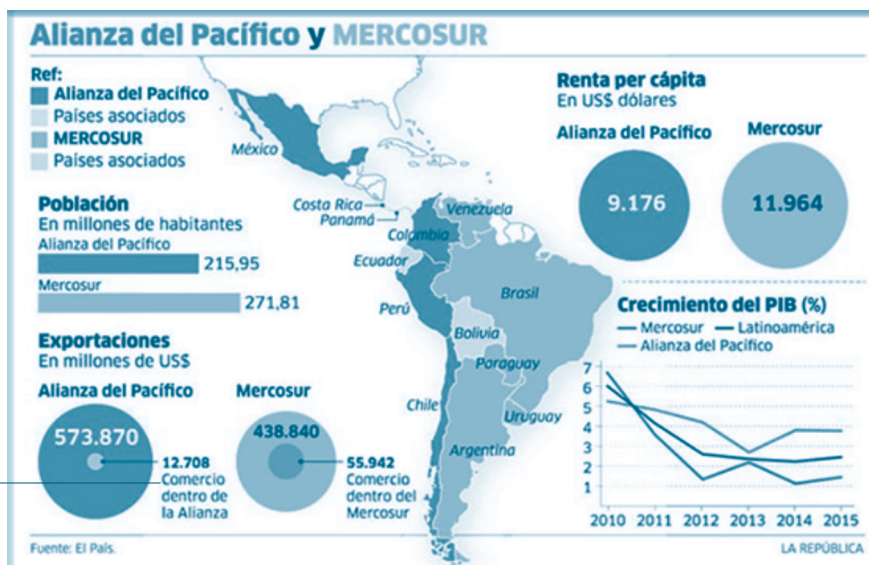 Alianza del Pacífico y MERCOSUR
Ref:
Alianza del Pacífico
Países asociados
MERCOSUR
Países asociados
Población
En millones de habitantes
Alianza del Pacífico
215,95
Mercosur
271,81
Exportaciones
En millones de US$
Alianza del Pacífico
573.870
12.708
Comercio
dentro de
la Alianza
Mercosur
438.840
55.942
Comercio
dentro del
Mercosur
México
Costa Rica
Panamá
Venezuela
Colombia
Ecuador
Perú
Brasil
Bolivia
Paraguay
Chile
Uruguay
Argentina
Renta per cápita
En US$ dólares
Alianza del Pacífico
9.176
Mercosur
11.964
Crecimiento del PIB (%)
Mercosur
Latinoamérica
Alianza del Pacífico
7
6
5
4
3
2
1
2010 2011 2012 2013 2014 2015
Fuente: El País.
LA REPÚBLICA